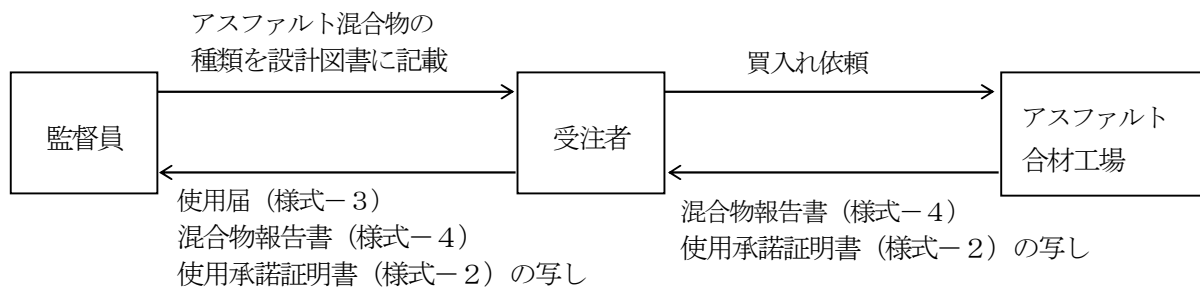 アスファルト混合物の
種類を設計図書に記載
買入れ依頼
監督員
受注者
アスファルト
合材工場
使用届（様式－３）
混合物報告書（様式－４）
使用承諾証明書（様式－２）の写し
混合物報告書（様式－４）
使用承諾証明書（様式－２）の写し